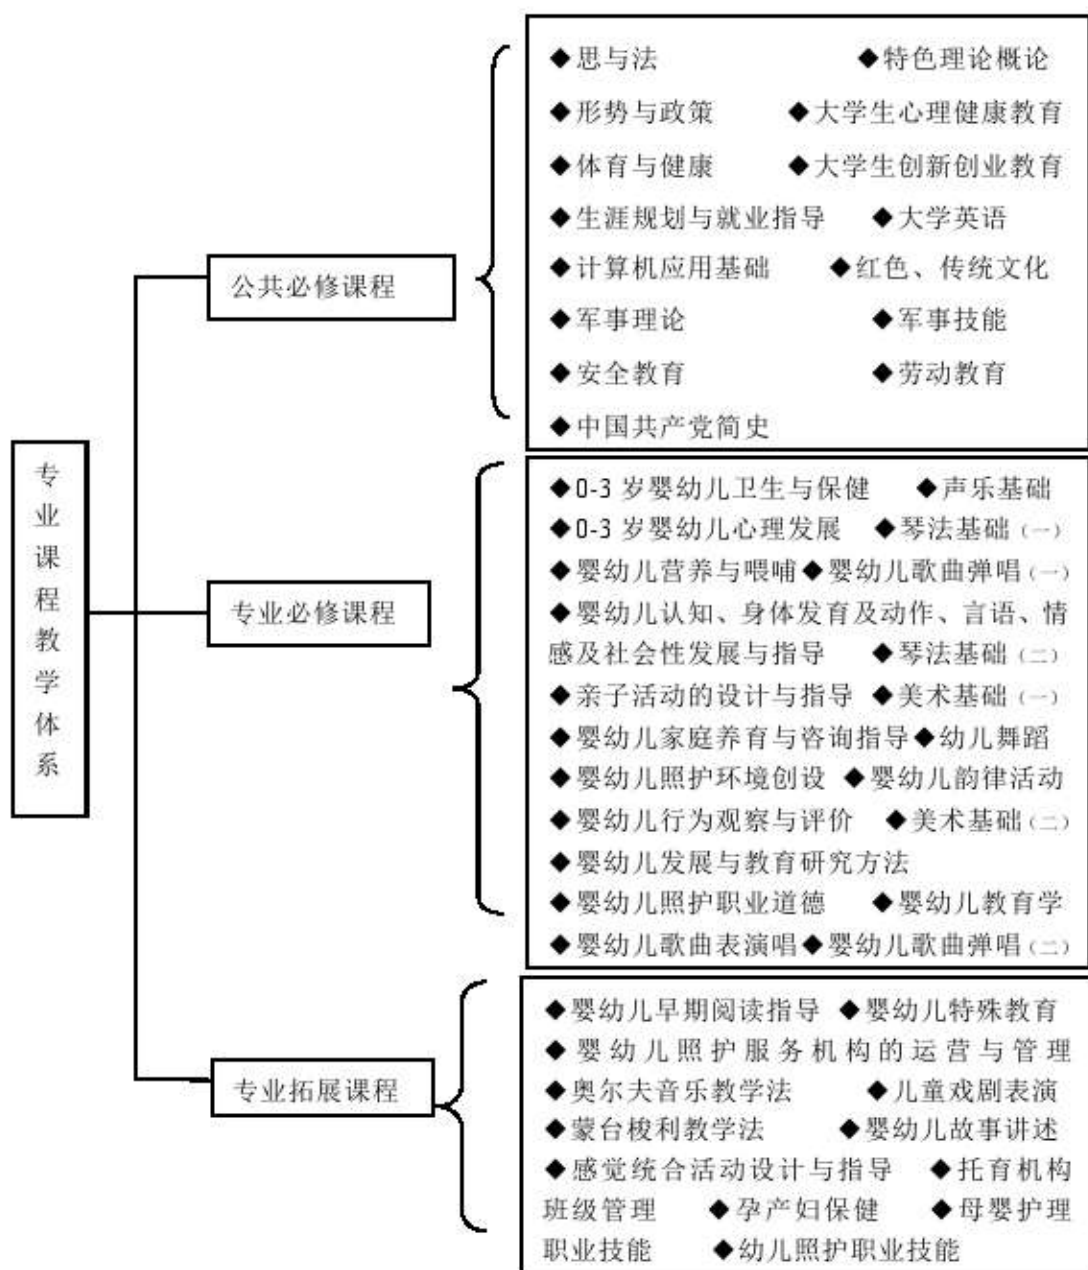 专业课程教学体系
公共必修课程
◆思与法 ◆特色理论概论
◆形势与政策 ◆大学生心理健康教育
◆体育与健康 ◆大学生创新创业教育
◆生涯规划与就业指导 ◆大学英语
◆计算机应用基础 ◆红色、传统文化
◆军事理论 ◆军事技能
◆安全教育 ◆劳动教育
◆中国共产党简史
专业必修课程
◆0-3 岁婴幼儿卫生与保健 ◆声乐基础
◆0-3 岁婴幼儿心理发展 ◆琴法基础（一）
◆婴幼儿营养与喂哺◆婴幼儿歌曲弹唱（一）
◆婴幼儿认知、身体发育及动作、言语、情
感及社会性发展与指导 ◆琴法基础（二）
◆亲子活动的设计与指导 ◆美术基础（一）
◆婴幼儿家庭养育与咨询指导◆幼儿舞蹈
◆婴幼儿照护环境创设 ◆婴幼儿韵律活动
◆婴幼儿行为观察与评价 ◆美术基础（二）
◆婴幼儿发展与教育研究方法
◆婴幼儿照护职业道德 ◆婴幼儿教育学
◆婴幼儿歌曲表演唱◆婴幼儿歌曲弹唱（二）
专业拓展课程
◆婴幼儿早期阅读指导 ◆婴幼儿特殊教育
◆婴幼儿照护服务机构的运营与管理
◆奥尔夫音乐教学法 ◆儿童戏剧表演
◆蒙台梭利教学法 ◆婴幼儿故事讲述
◆感觉统合活动设计与指导 ◆托育机构
班级管理 ◆孕产妇保健 ◆母婴护理
职业技能 ◆幼儿照护职业技能